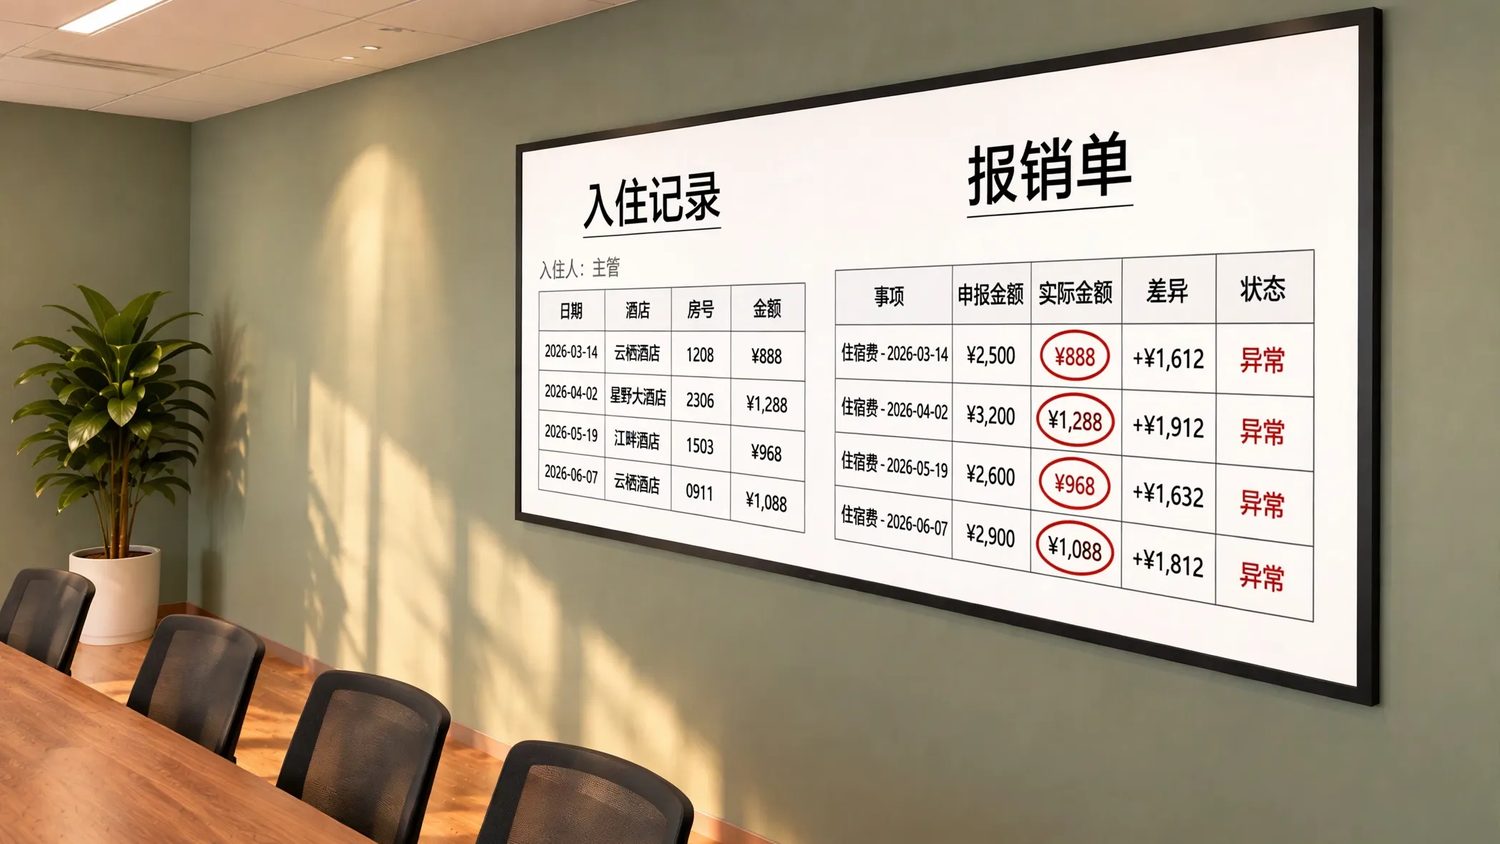 入住记录
入住人：主管
日期 酒店 房号 金额
2026-03-14 云栖酒店 1208 ¥888
2026-04-02 星野大酒店 2306 ¥1,288
2026-05-19 江畔酒店 1503 ¥968
2026-06-07 云栖酒店 0911 ¥1,088
报销单
事项 申报金额 实际金额 差异 状态
住宿费 - 2026-03-14 ¥2,500 ¥888 +¥1,612 异常
住宿费 - 2026-04-02 ¥3,200 ¥1,288 +¥1,912 异常
住宿费 - 2026-05-19 ¥2,600 ¥968 +¥1,632 异常
住宿费 - 2026-06-07 ¥2,900 ¥1,088 +¥1,812 异常